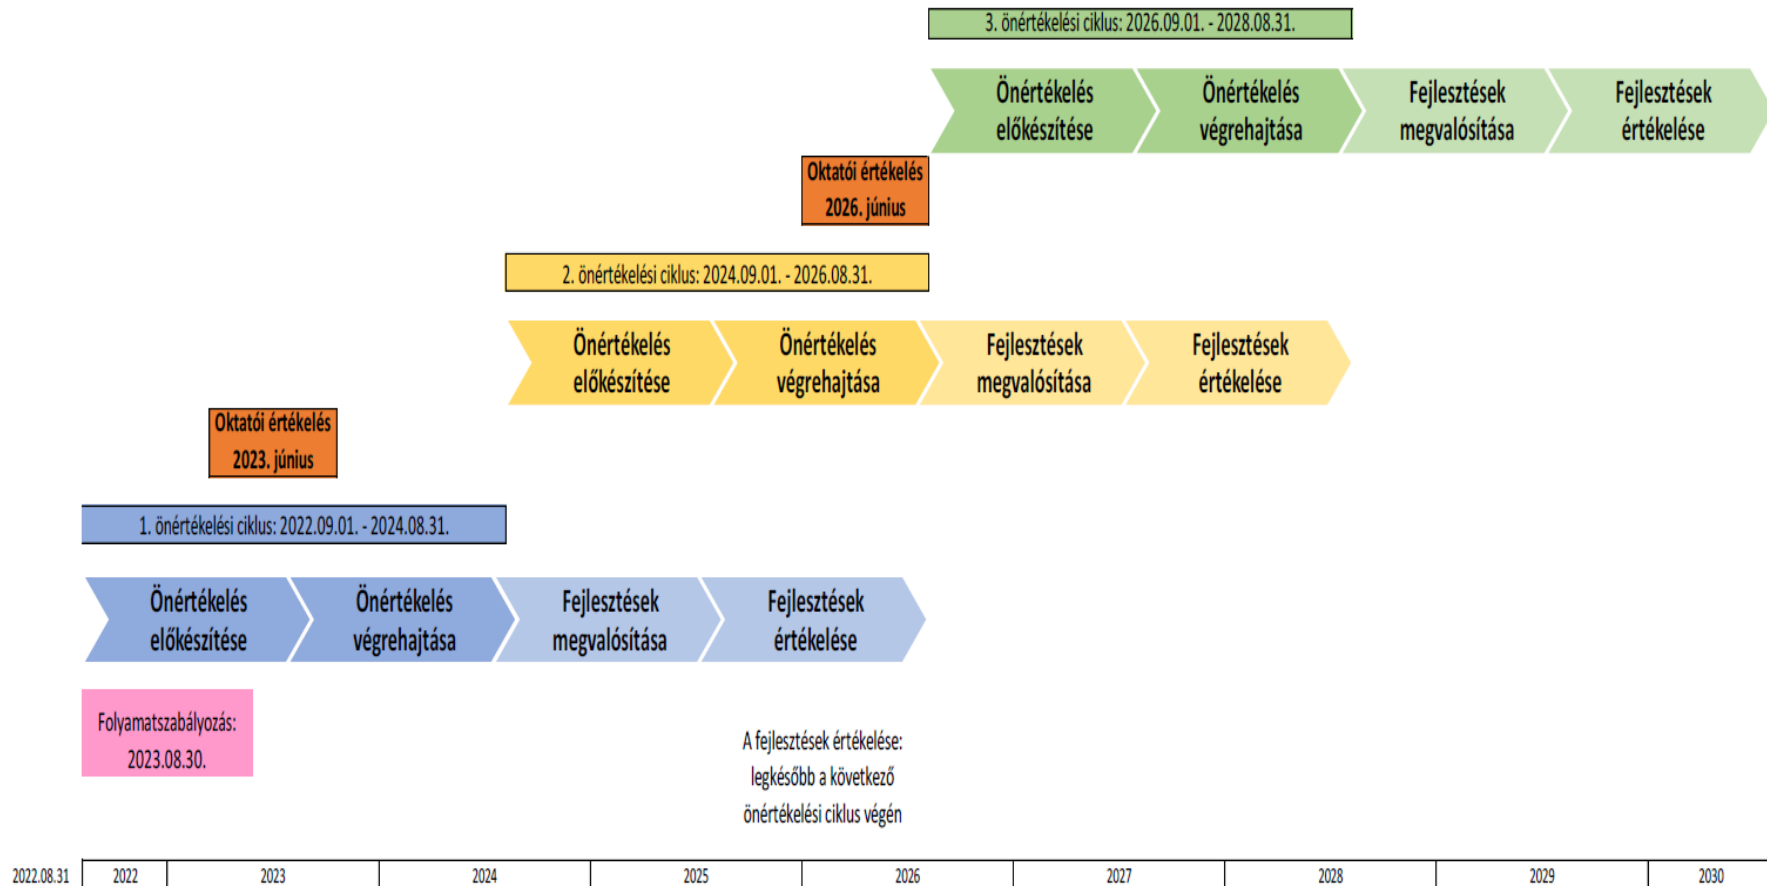 3. önértékelési ciklus: 2026.09.01. - 2028.08.31.
Önértékelés
előkészítése
Önértékelés
végrehajtása
Fejlesztések
megvalósítása
Fejlesztések
értékelése
Oktatói értékelés
2026. június
2. önértékelési ciklus: 2024.09.01. - 2026.08.31.
Önértékelés
előkészítése
Önértékelés
végrehajtása
Fejlesztések
megvalósítása
Fejlesztések
értékelése
Oktatói értékelés
2023. június
1. önértékelési ciklus: 2022.09.01. - 2024.08.31.
Önértékelés
előkészítése
Önértékelés
végrehajtása
Fejlesztések
megvalósítása
Fejlesztések
értékelése
Folyamatszabályozás:
2023.08.30.
A fejlesztések értékelése:
legkésőbb a következő
önértékelési ciklus végén
2022.08.31 2022 2023 2024 2025 2026 2027 2028 2029 2030